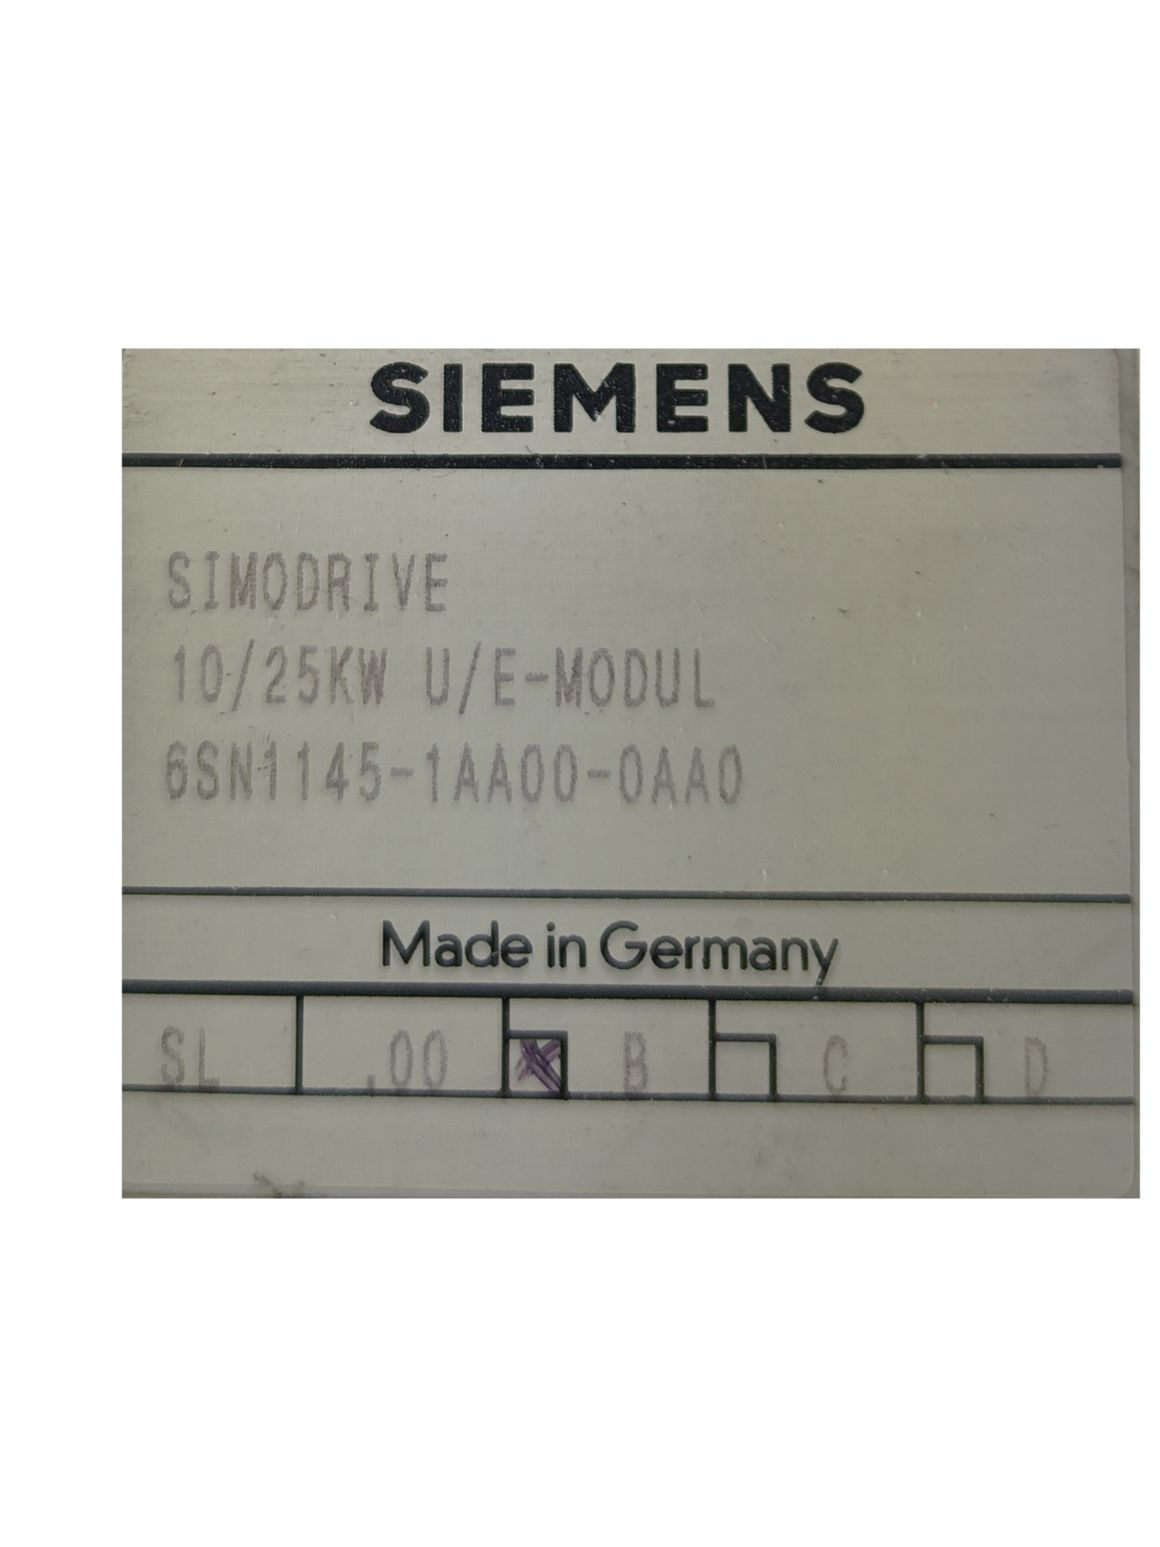 SIEMENS
SIMODRIVE
10/25KW U/E-MODUL
6SN1145-1AA00-0AA0
Made in Germany
SL .00 B C D